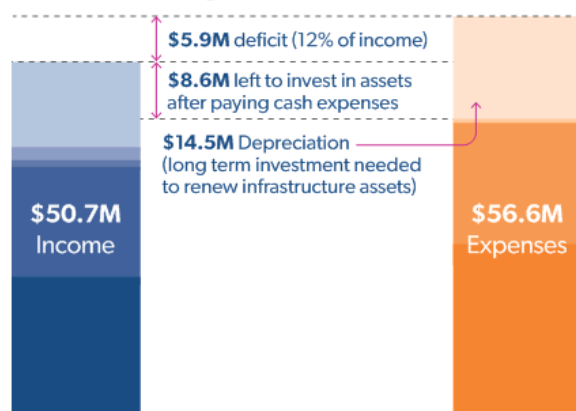 $5.9M deficit (12% of income)
$8.6M left to invest in assets
after paying cash expenses
$14.5M Depreciation
(long term investment needed
to renew infrastructure assets)
$50.7M
Income
$56.6M
Expenses